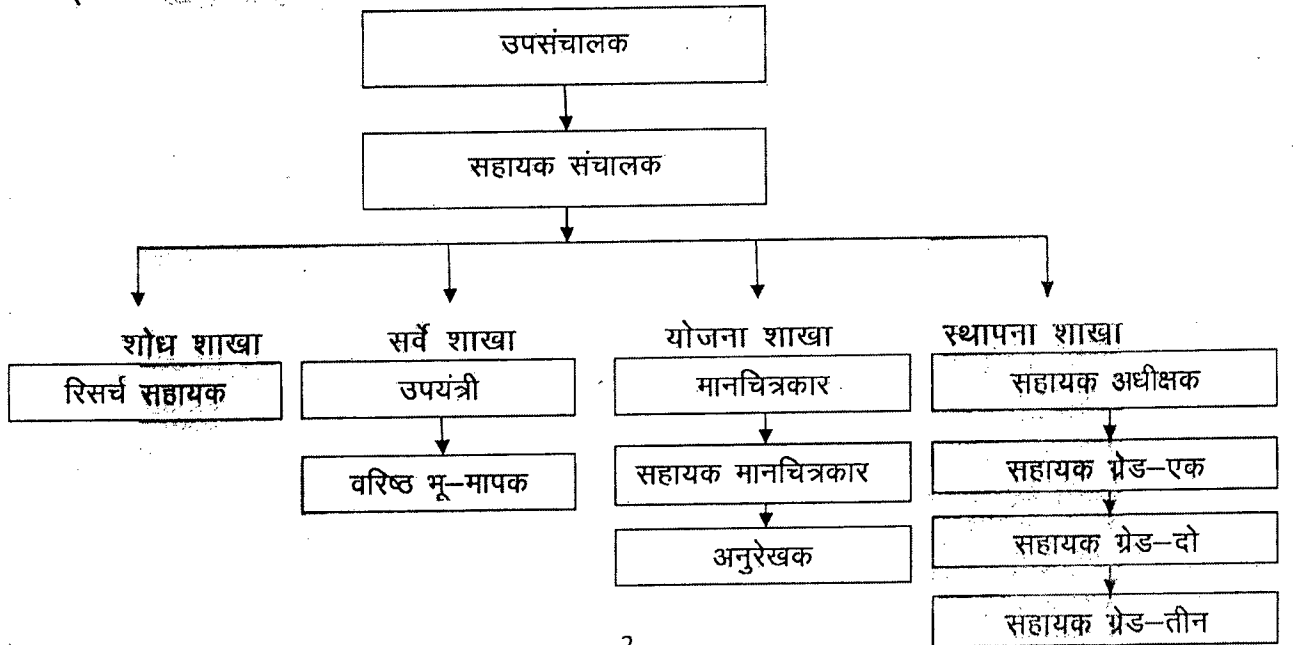 उपसंचालक
सहायक संचालक
शोध शाखा सर्वे शाखा योजना शाखा स्थापना शाखा
रिसर्च सहायक उपयंत्री मानचित्रकार सहायक अधीक्षक
वरिष्ठ भू–मापक सहायक मानचित्रकार सहायक ग्रेड–एक
अनुरेखक सहायक ग्रेड–दो
सहायक ग्रेड–तीन
2